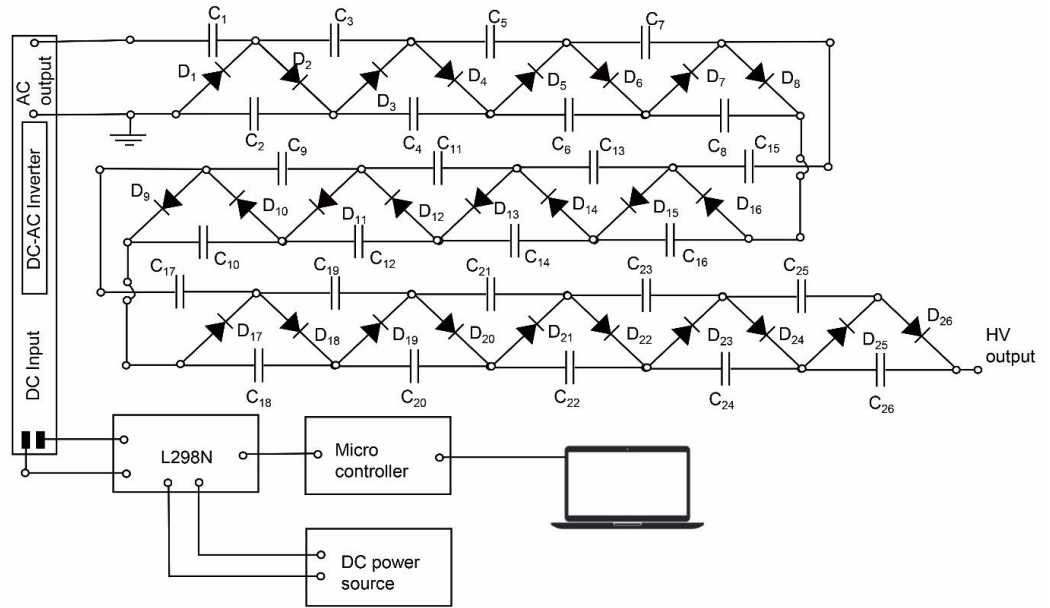 C1
C3
C5
C7
AC output
D1
D2
D3
D4
D5
D6
D7
D8
C2
C4
C6
C8
C9
C11
C13
C15
DC-AC Inverter
D9
D10
D11
D12
D13
D14
D15
D16
C10
C12
C14
C16
C17
C19
C21
C23
C25
D17
D18
D19
D20
D21
D22
D23
D24
D25
D26
HV
output
DC Input
C18
C20
C22
C24
C26
L298N
Micro
controller
DC power
source